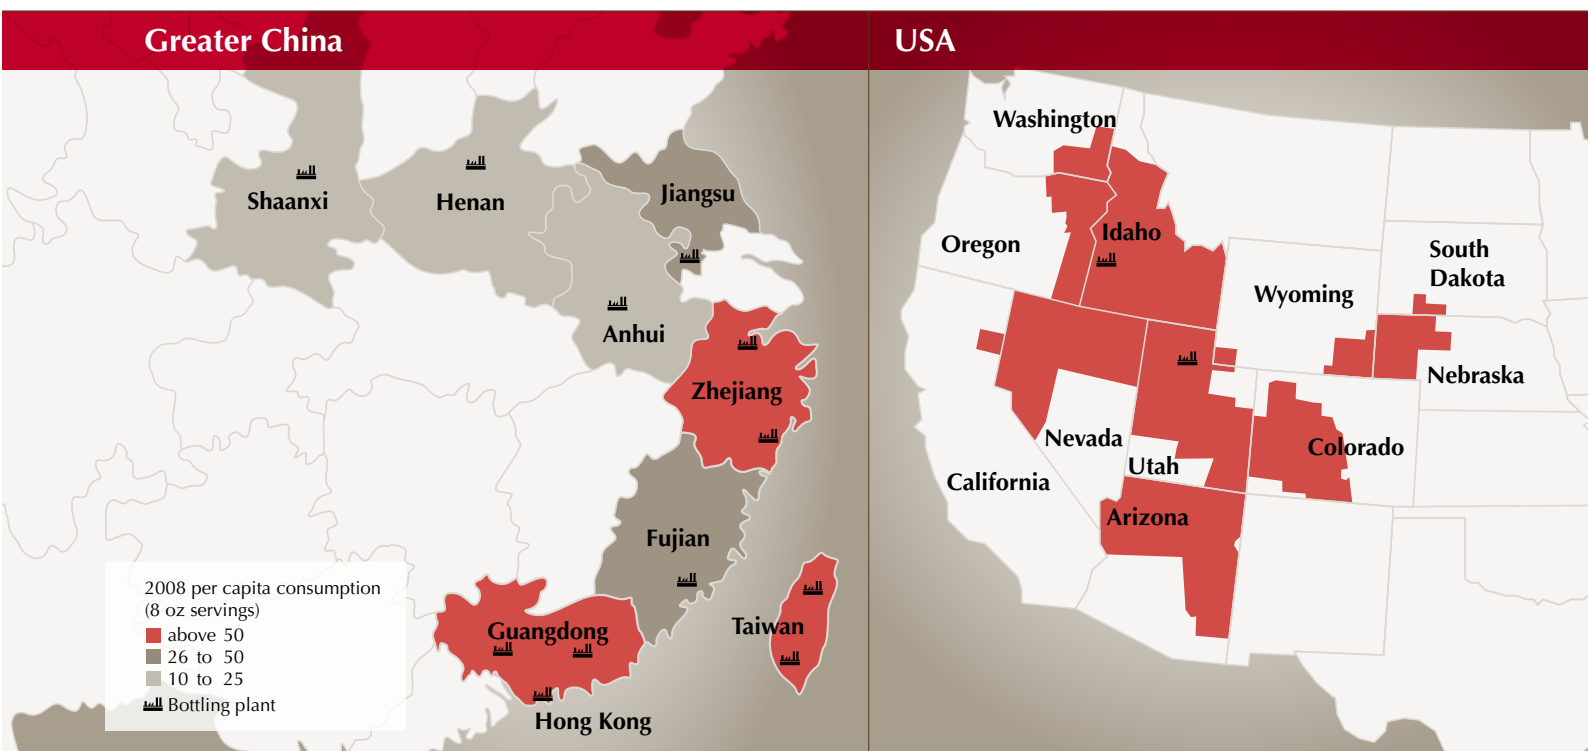 Greater China
Shaanxi
Henan
Jiangsu
Anhui
Zhejiang
Fujian
Guangdong
Taiwan
Hong Kong
2008 per capita consumption
(8 oz servings)
above 50
26 to 50
10 to 25
Bottling plant
USA
Washington
Oregon
Idaho
Wyoming
South
Dakota
Nebraska
Nevada
Utah
Colorado
California
Arizona